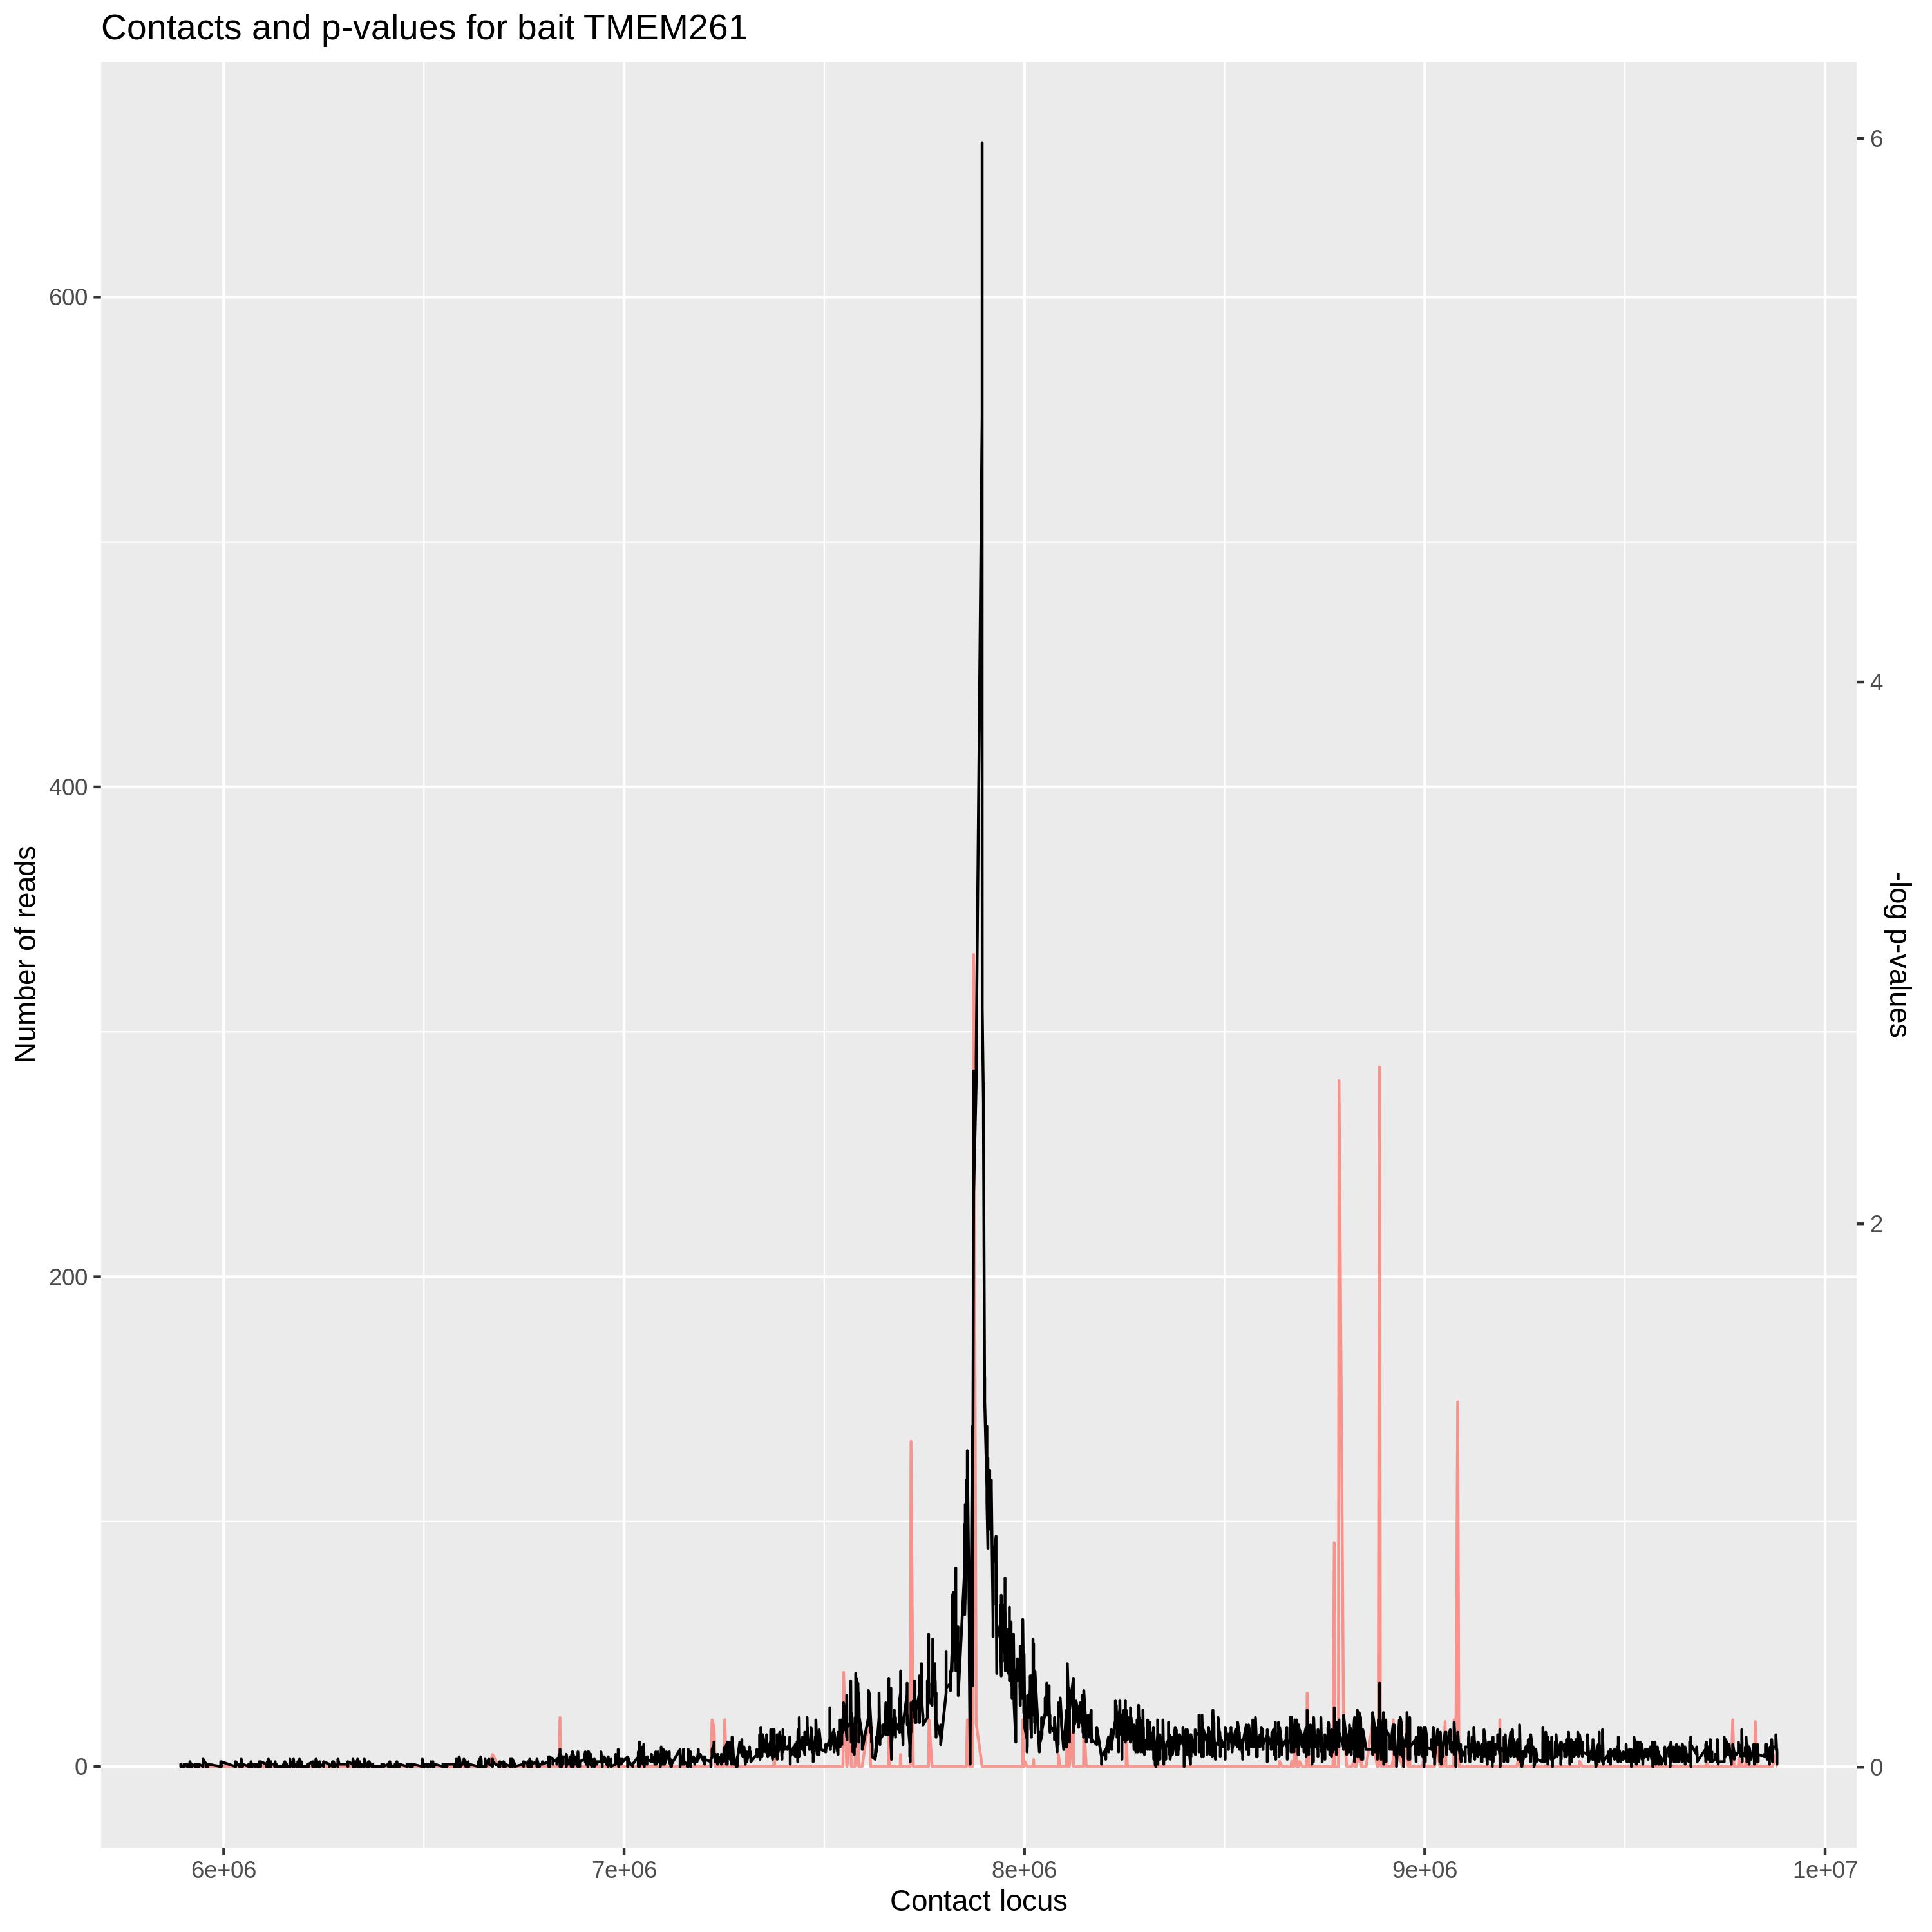 Contacts and p-values for bait TMEM261
Number of reads
600
400
200
0
6
4
2
0
-log p-values
6e+06
7e+06
8e+06
9e+06
1e+07
Contact locus